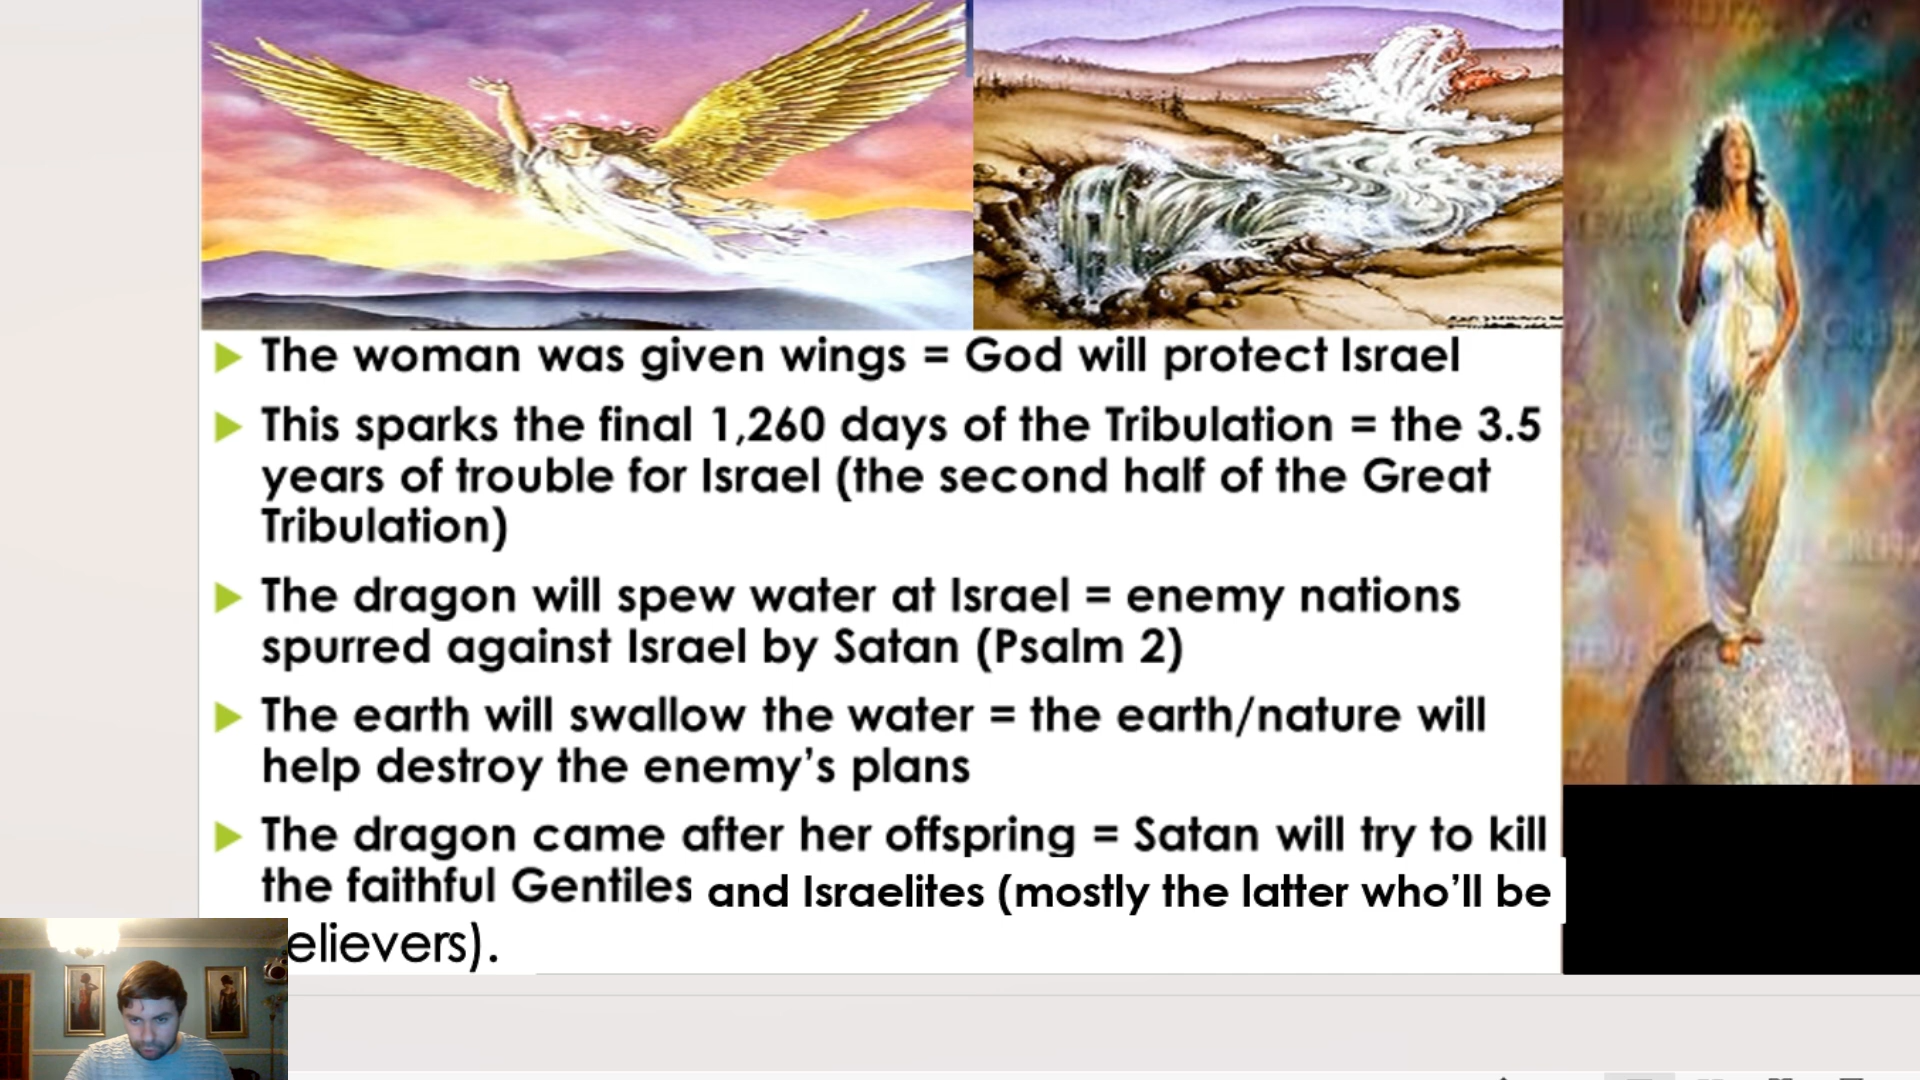 The woman was given wings = God will protect Israel
This sparks the final 1,260 days of the Tribulation = the 3.5
years of trouble for Israel (the second half of the Great
Tribulation)
The dragon will spew water at Israel = enemy nations
spurred against Israel by Satan (Psalm 2)
The earth will swallow the water = the earth/nature will
help destroy the enemy’s plans
The dragon came after her offspring = Satan will try to kill
the faithful Gentiles and Israelites (mostly the latter who’ll be
elievers).